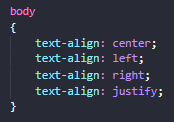 body
{
    text-align: center;
    text-align: left;
    text-align: right;
    text-align: justify;
}